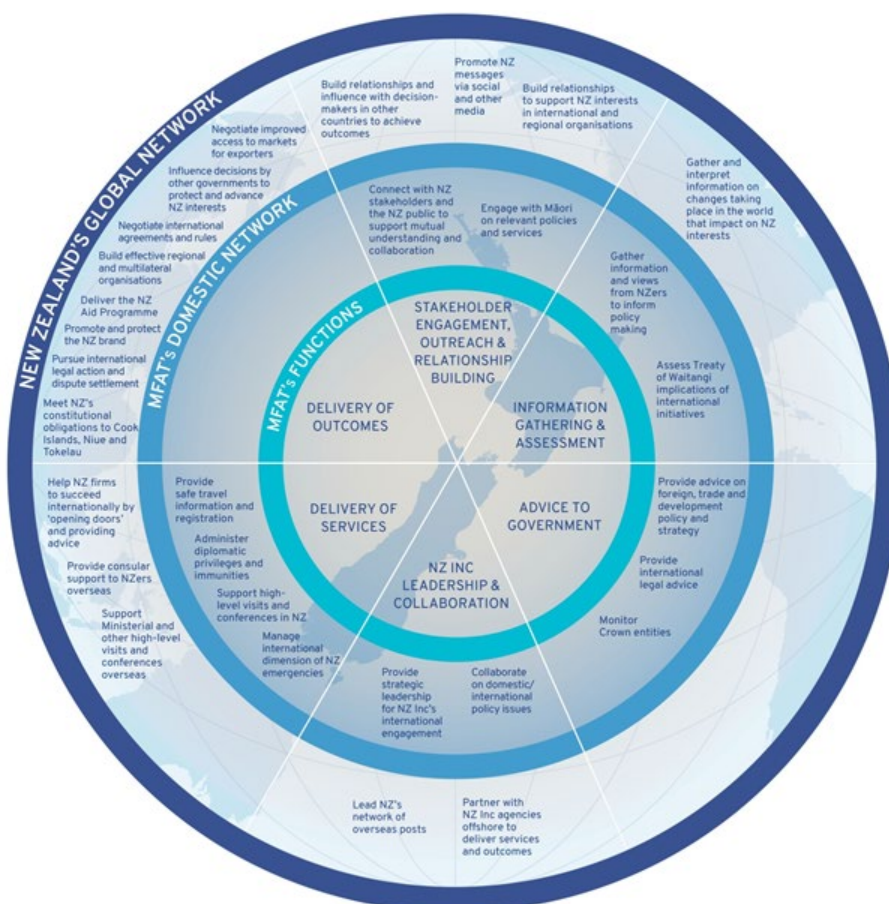 NEW ZEALAND'S GLOBAL NETWORK
MFAT's DOMESTIC NETWORK
MFAT's FUNCTIONS
Build relationships and
influence with decision-
makers in other
countries to achieve
outcomes
Promote NZ
messages
via social
and other
media
Build relationships
to support NZ interests
in international and
regional organisations
Gather and
interpret
information on
changes taking
place in the world
that impact on NZ
interests
Negotiate improved
access to markets
for exporters
Influence decisions by
other governments to
protect and advance
NZ interests
Negotiate international
agreements and rules
Build effective regional
and multilateral
organisations
Deliver the NZ
Aid Programme
Promote and protect
the NZ brand
Pursue international
legal action and
dispute settlement
Meet NZ's
constitutional
obligations to Cook
Islands, Niue and
Tokelau
Help NZ firms
to succeed
internationally by
'opening doors'
and providing
advice
Provide consular
support to NZers
overseas
Support
Ministerial and
other high-level
visits and
conferences
overseas
Lead NZ's
network of
overseas posts
Partner with
NZ Inc agencies
offshore to
deliver services
and outcomes
Connect with NZ
stakeholders and
the NZ public to
support mutual
understanding and
collaboration
Engage with Māori
on relevant policies
and services
Gather
information
and views
from NZers
to inform
policy
making
Assess Treaty
of Waitangi
implications of
international
initiatives
Provide advice on
foreign, trade and
development
policy and
strategy
Provide
international
legal advice
Monitor
Crown entities
Collaborate
on domestic/
international
policy issues
Provide
strategic
leadership
for NZ Inc's
international
engagement
Manage
international
dimension of NZ
emergencies
Support high-
level visits and
conferences in NZ
Administer
diplomatic
privileges and
immunities
Provide
safe travel
information and
registration
STAKEHOLDER
ENGAGEMENT,
OUTREACH &
RELATIONSHIP
BUILDING
INFORMATION
GATHERING &
ASSESSMENT
ADVICE TO
GOVERNMENT
NZ INC
LEADERSHIP &
COLLABORATION
DELIVERY OF
SERVICES
DELIVERY OF
OUTCOMES